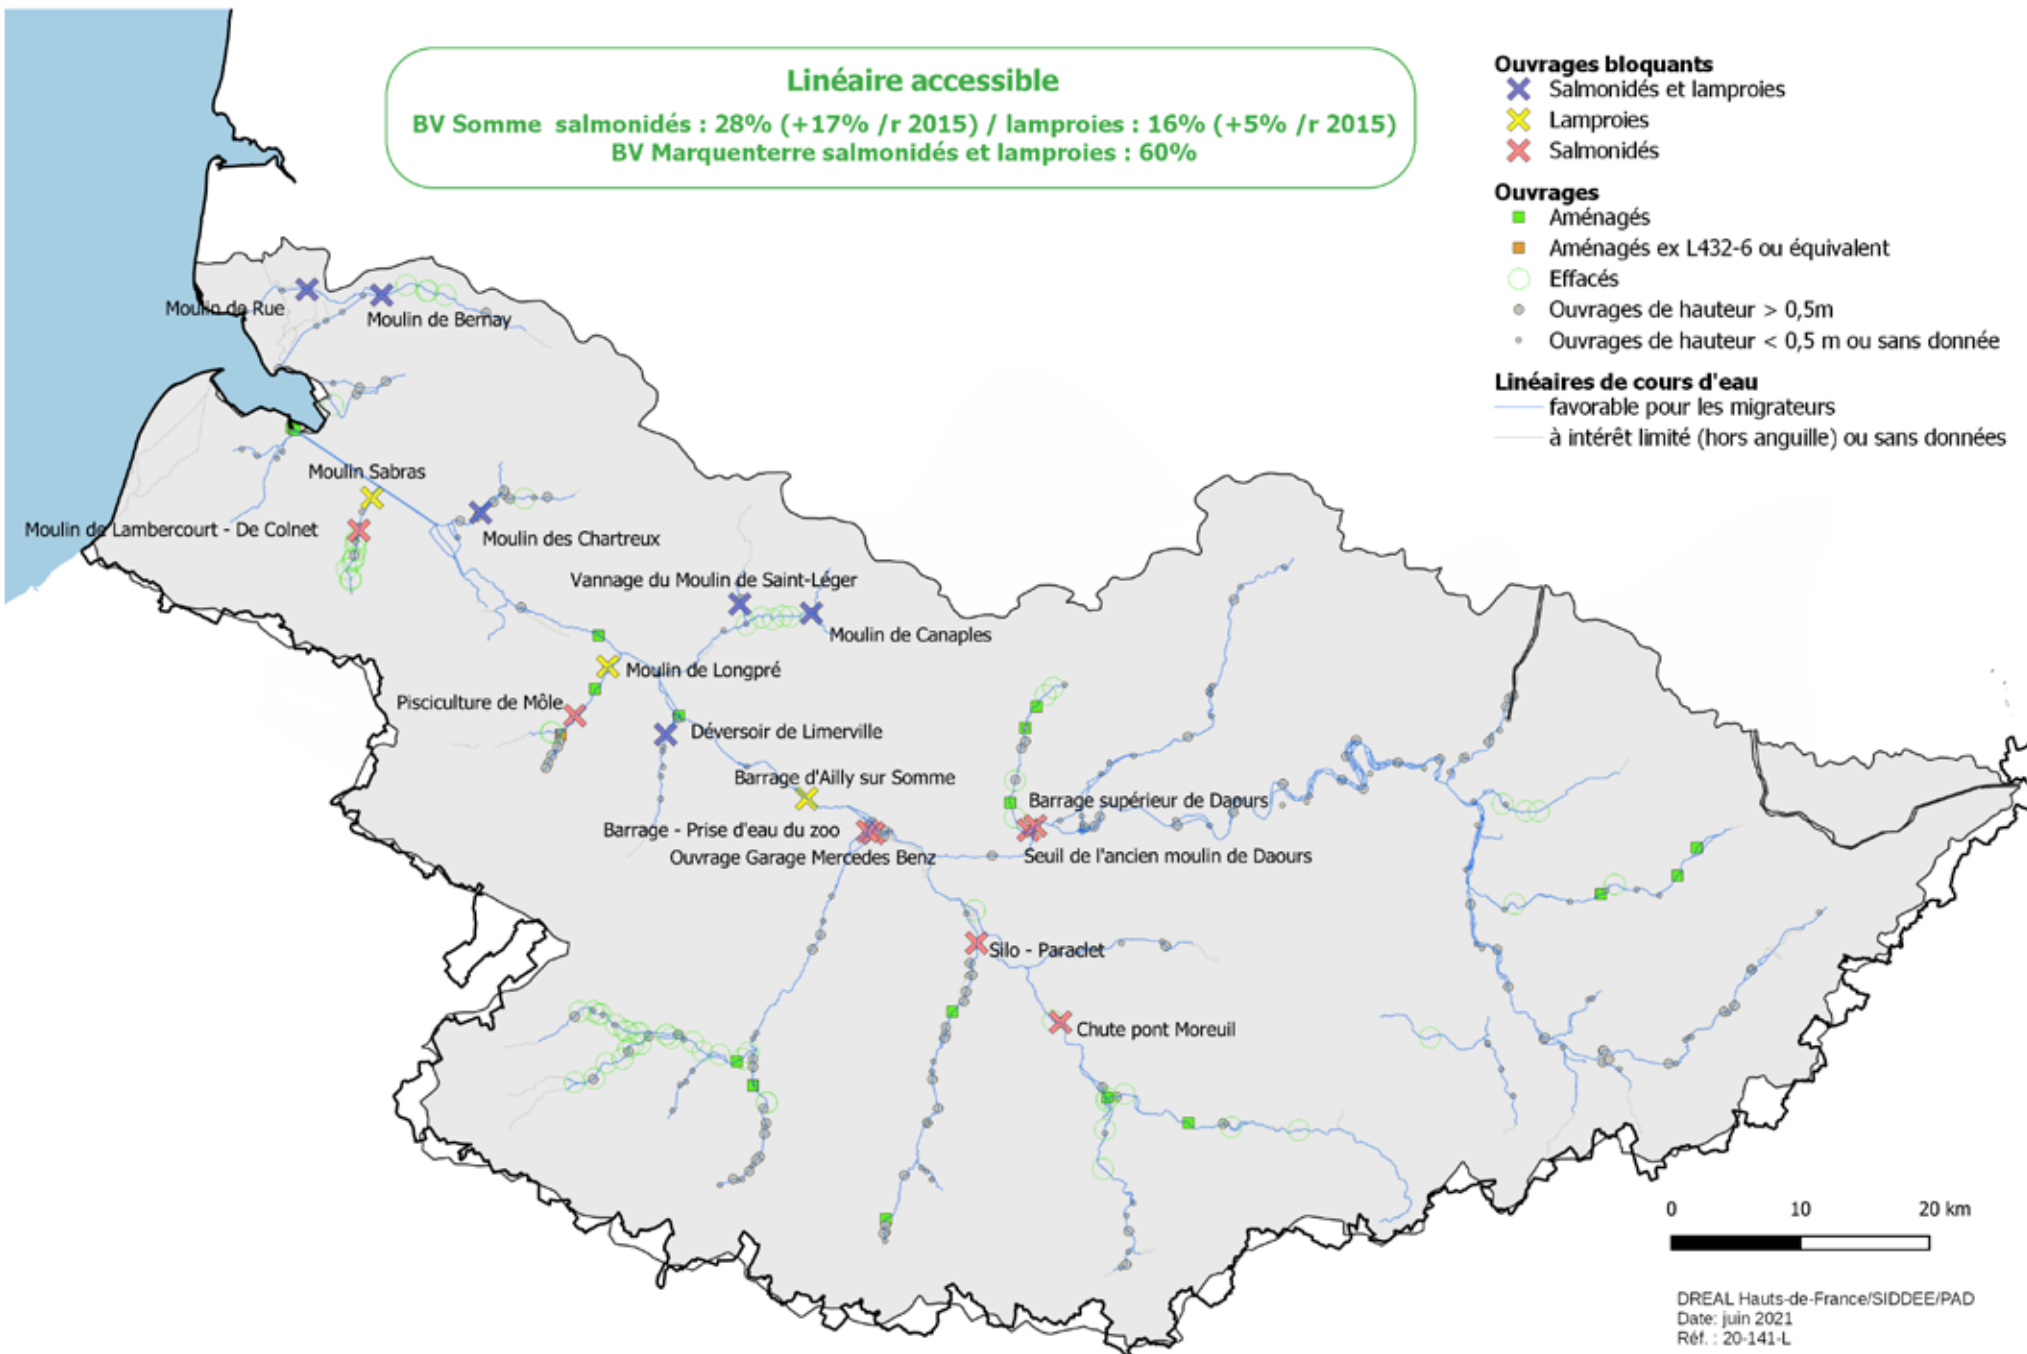 Linéaire accessible
BV Somme salmonidés : 28% (+17% /r 2015) / lamproies : 16% (+5% /r 2015)
BV Marquenterre salmonidés et lamproies : 60%
Ouvrages bloquants
Salmonidés et lamproies
Lamproies
Salmonidés
Ouvrages
Aménagés
Aménagés ex L432-6 ou équivalent
Effacés
Ouvrages de hauteur > 0,5m
Ouvrages de hauteur < 0,5 m ou sans donnée
Linéaires de cours d'eau
favorable pour les migrateurs
à intérêt limité (hors anguille) ou sans données
Moulin de Rue
Moulin de Bernay
Moulin Sabras
Moulin de Lambercourt - De Colnet
Moulin des Chartreux
Vannage du Moulin de Saint-Léger
Moulin de Canaples
Moulin de Longpré
Pisciculture de Môle
Déversoir de Limerville
Barrage d'Ailly sur Somme
Barrage supérieur de Daours
Barrage - Prise d'eau du zoo
Ouvrage Garage Mercedes Benz
Seuil de l'ancien moulin de Daours
Silo - Paraclet
Chute pont Moreuil
0 10 20 km
DREAL Hauts-de-France/SIDDEE/PAD
Date: juin 2021
Réf. : 20-141-L